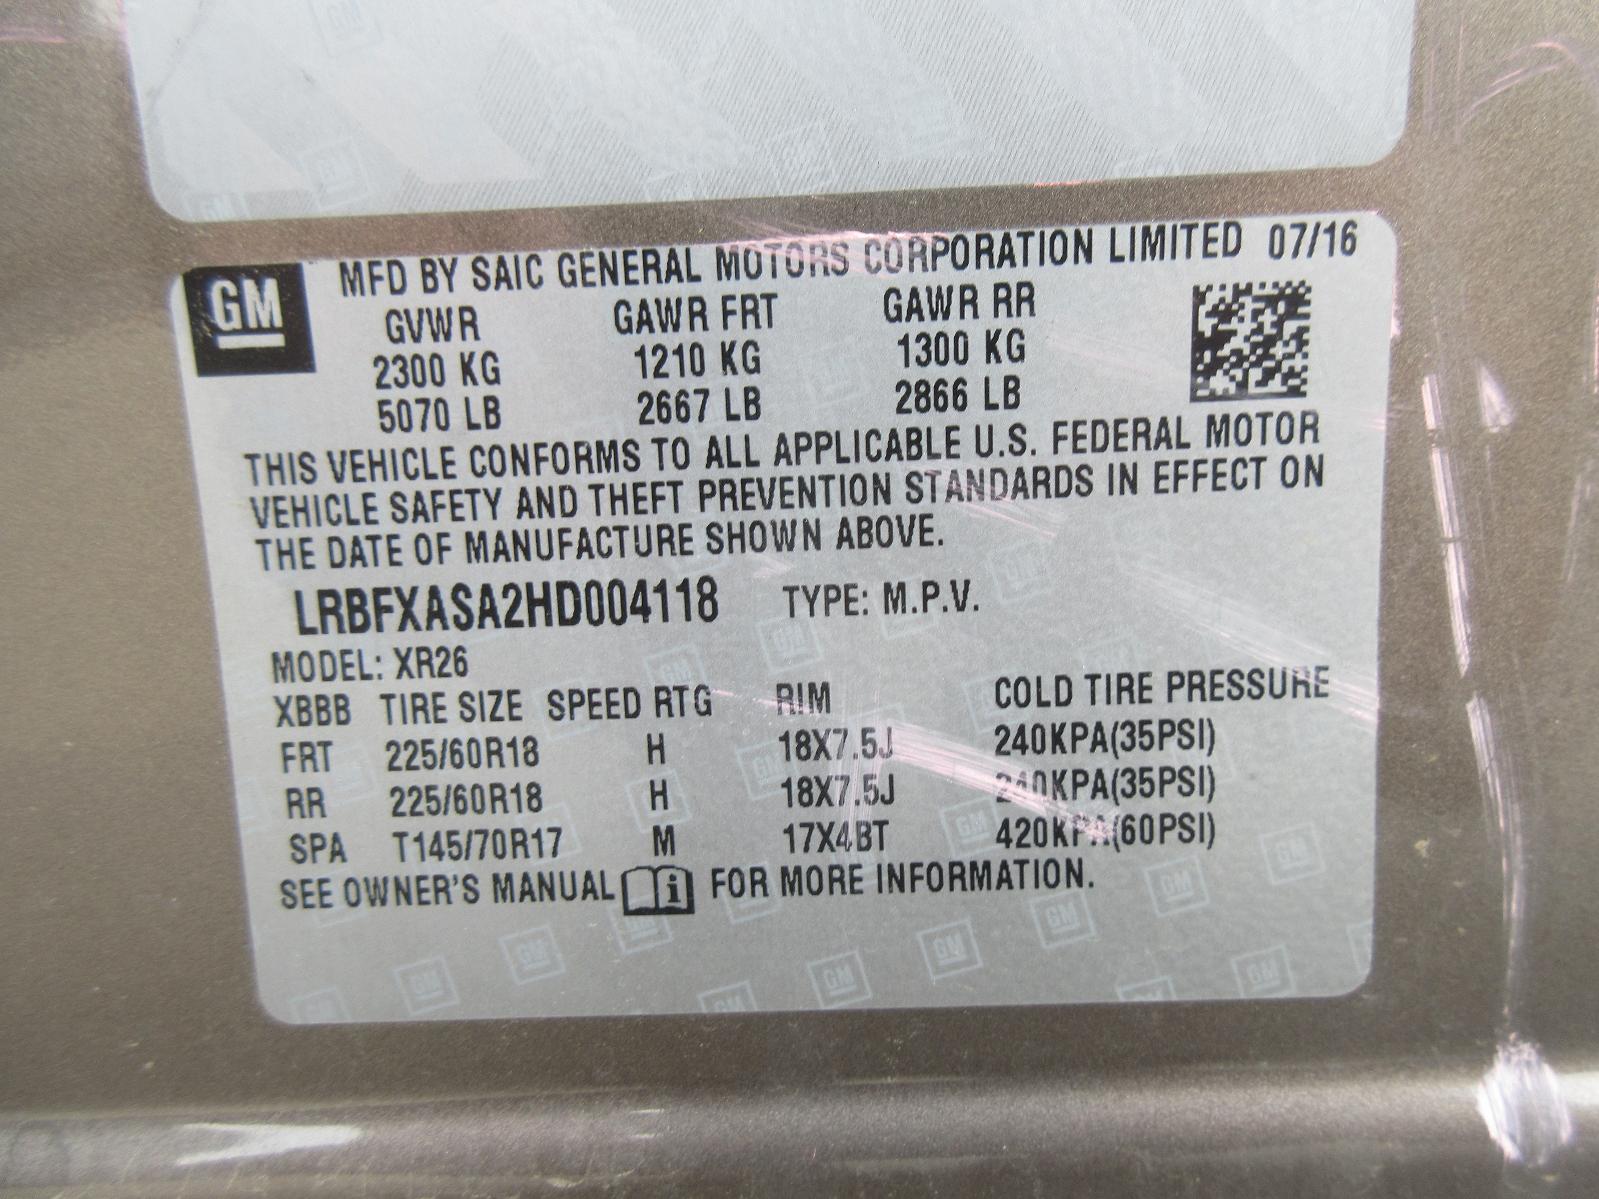 GM
MFD BY SAIC GENERAL MOTORS CORPORATION LIMITED 07/16
GVWR GAWR FRT GAWR RR
2300 KG 1210 KG 1300 KG
5070 LB 2667 LB 2866 LB
THIS VEHICLE CONFORMS TO ALL APPLICABLE U.S. FEDERAL MOTOR
VEHICLE SAFETY AND THEFT PREVENTION STANDARDS IN EFFECT ON
THE DATE OF MANUFACTURE SHOWN ABOVE.
LRBFXASA2HD004118 TYPE: M.P.V.
MODEL: XR26
XBBB TIRE SIZE SPEED RTG RIM COLD TIRE PRESSURE
FRT 225/60R18 H 18X7.5J 240KPA(35PSI)
RR 225/60R18 H 18X7.5J 240KPA(35PSI)
SPA T145/70R17 M 17X4BT 420KPA(60PSI)
SEE OWNER'S MANUAL i FOR MORE INFORMATION.